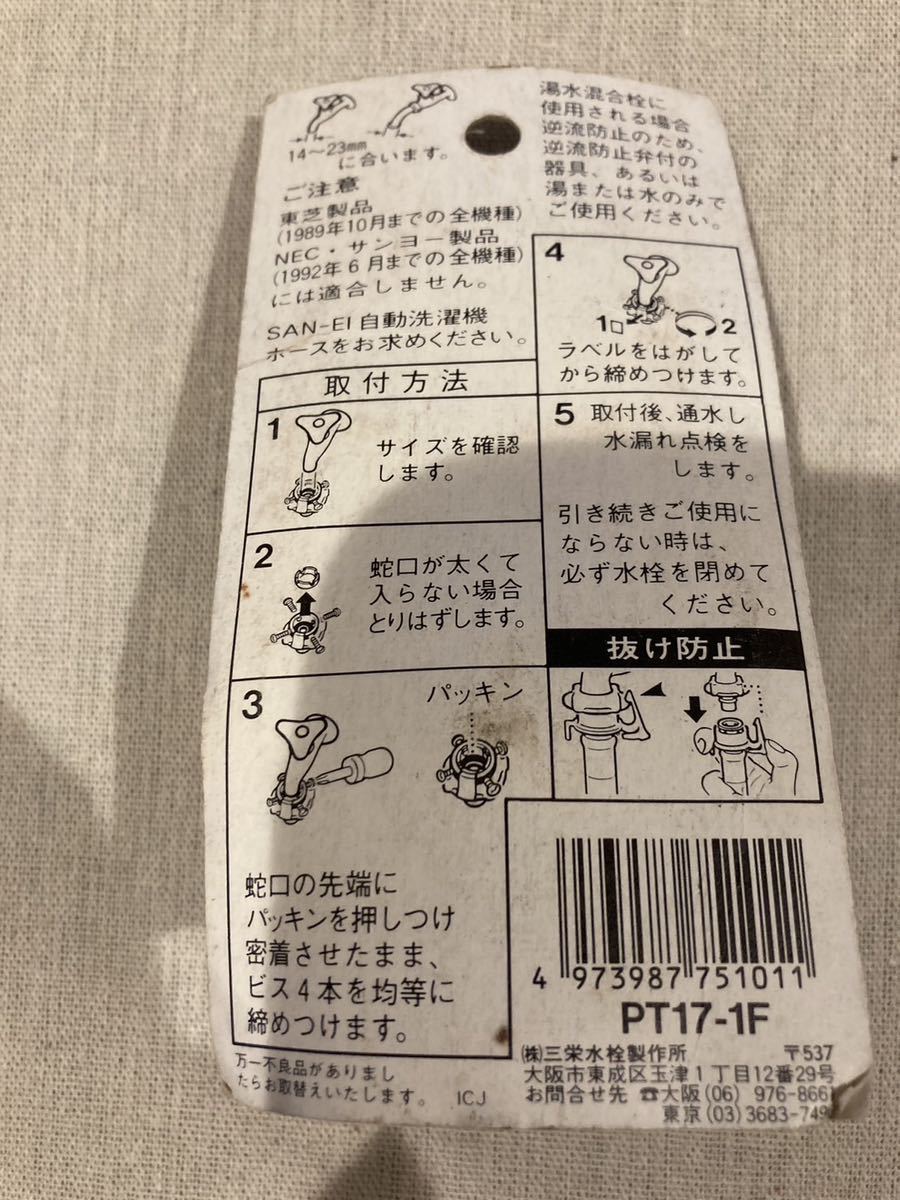 14〜23mm
に合います。
ご注意
東芝製品
(1989年10月までの全機種)
NEC・サンヨー製品
(1992年6月までの全機種)
には適合しません。
SAN-EI 自動洗濯機
ホースをお求めください。
湯水混合栓に
使用される場合
逆流防止のため、
逆流防止弁付の
器具、あるいは
湯または水のみで
ご使用ください。
取付方法
1
サイズを確認
します。
2
蛇口が太くて
入らない場合
とりはずします。
3
パッキン
蛇口の先端に
パッキンを押しつけ
密着させたまま、
ビス4本を均等に
締めつけます。
4
1 2
ラベルをはがして
から締めつけます。
5 取付後、通水し
水漏れ点検を
します。
引き続きご使用に
ならない時は、
必ず水栓を閉めて
ください。
抜け防止
4 973987 751011
PT17-1F
㈱三栄水栓製作所 〒537
大阪市東成区玉津1丁目12番29号
お問合せ先 ☎大阪(06) 976-866
東京(03)3683-749
万一不良品がありまし
たらお取替えいたします。 ICJ